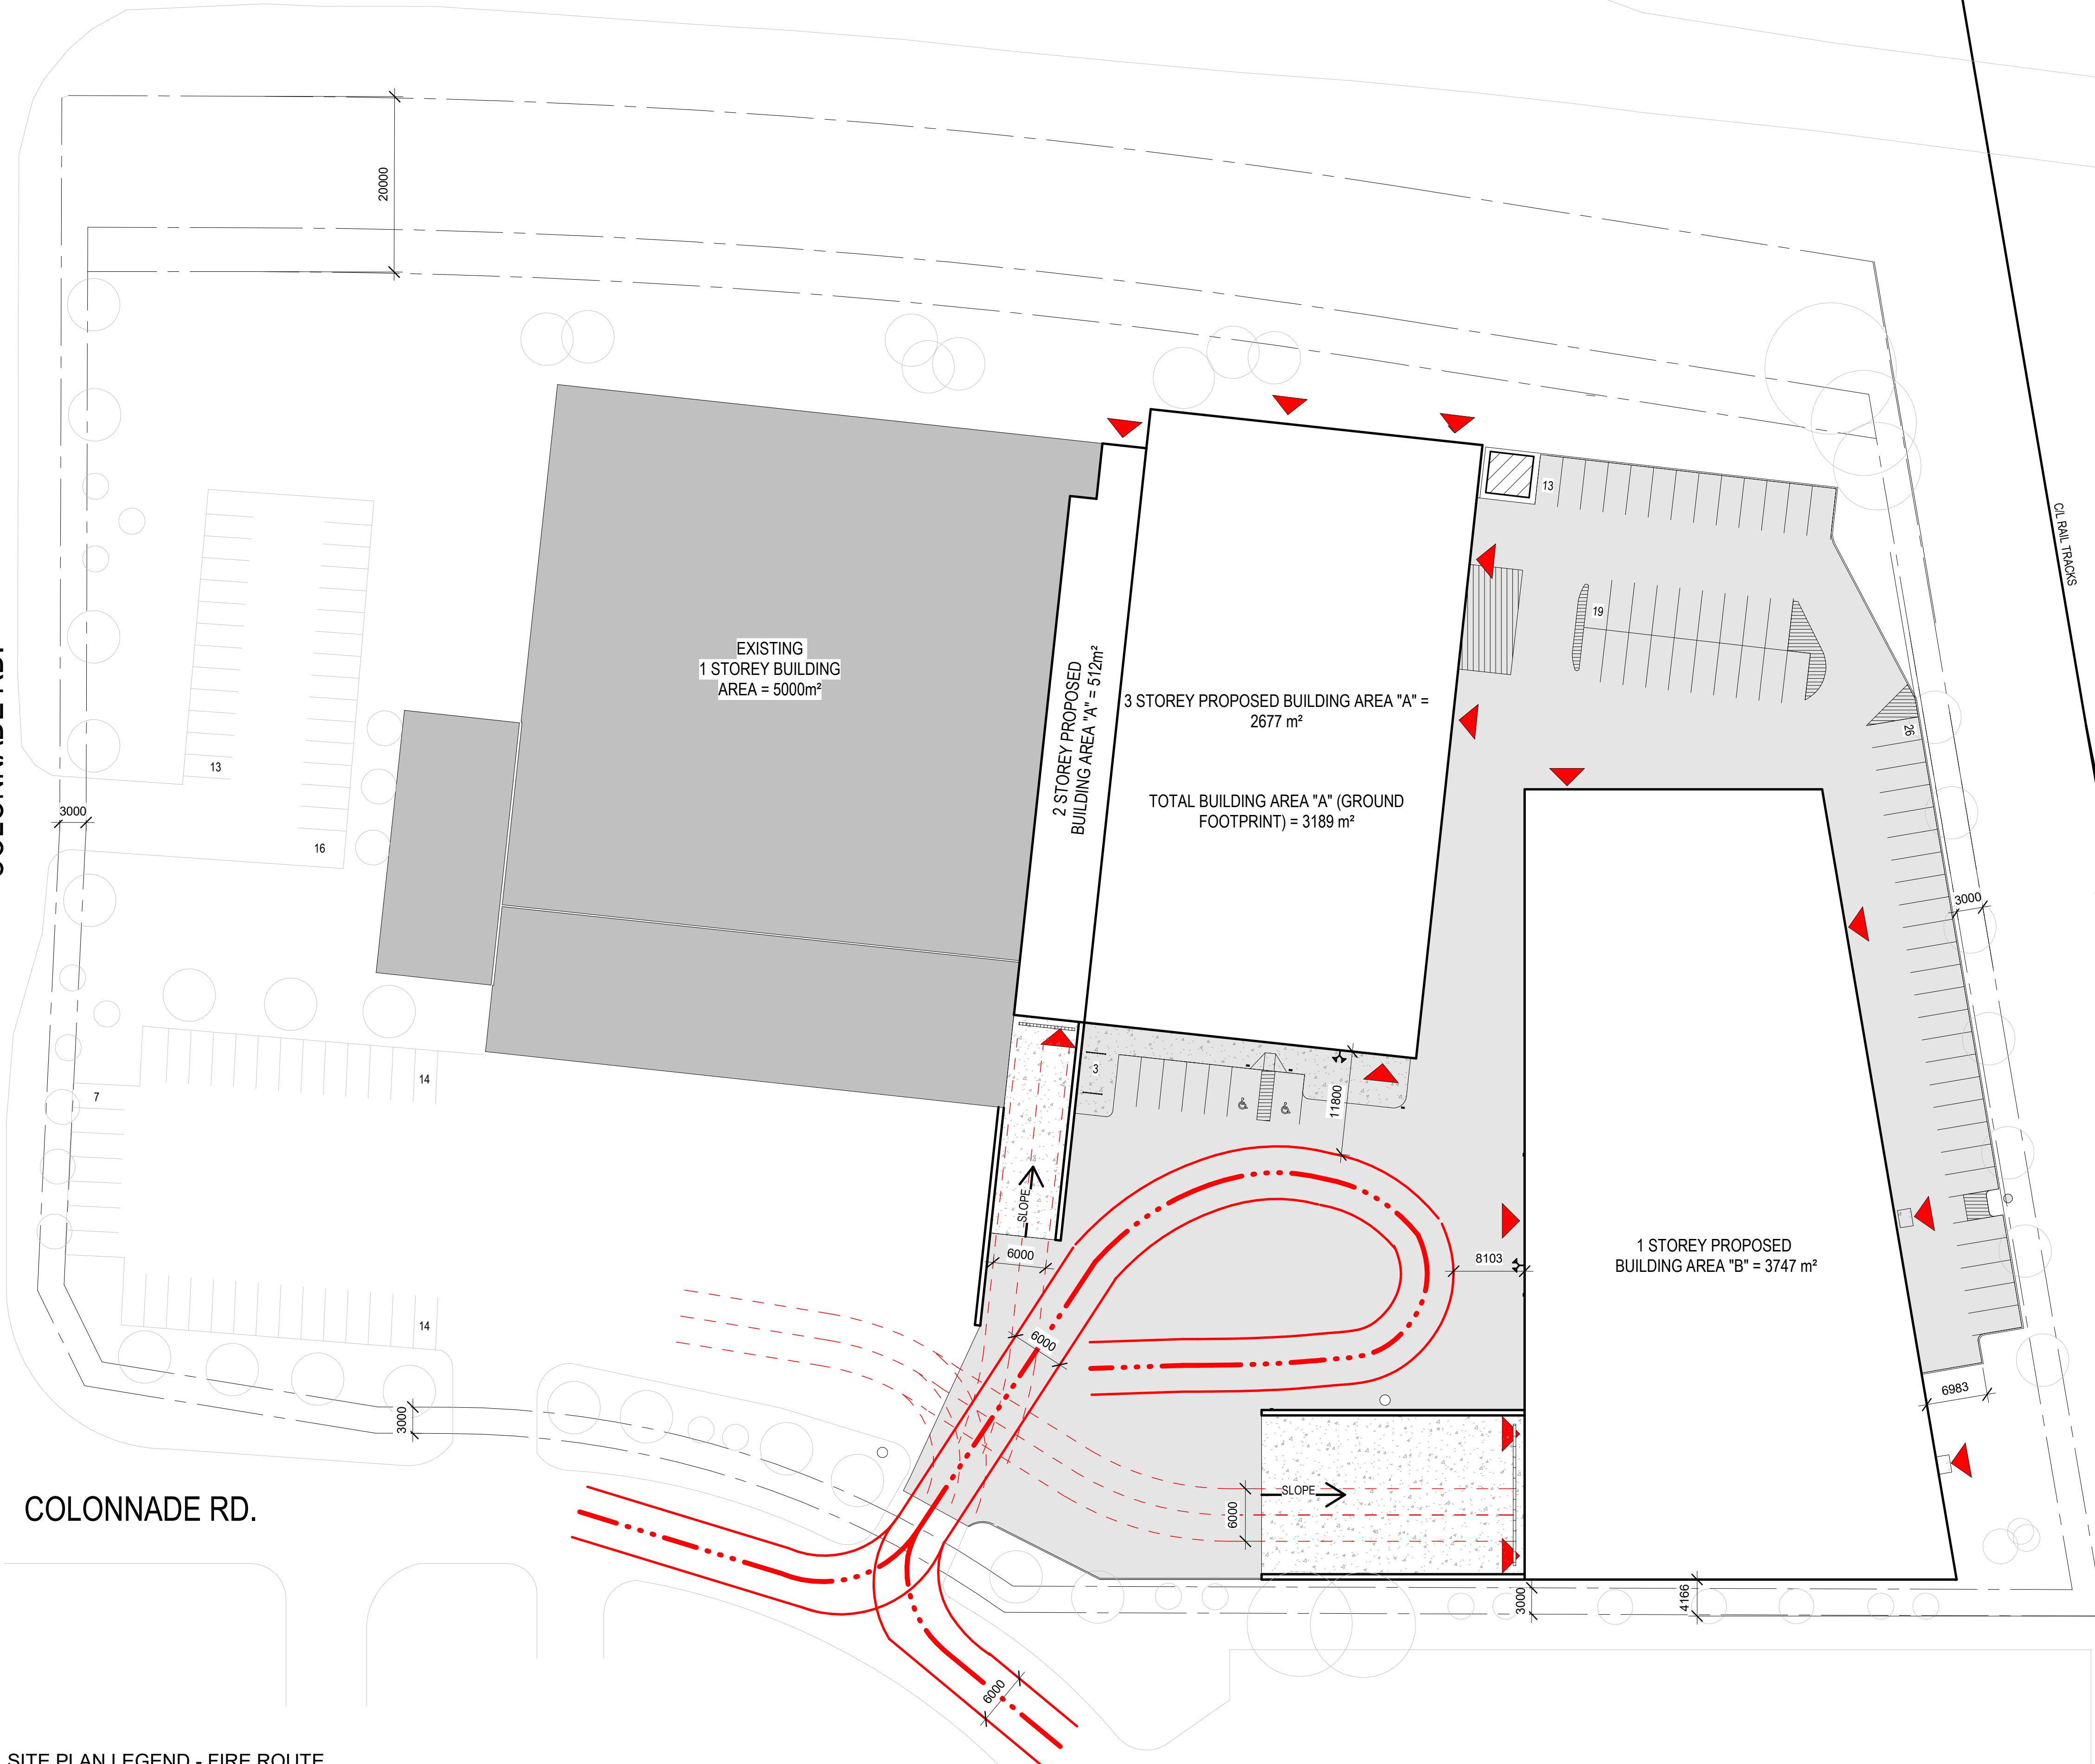 20000
C/L RAIL TRACKS
13
19
26
EXISTING
1 STOREY BUILDING
AREA = 5000m²
2 STOREY PROPOSED
BUILDING AREA "A" = 512m²
3 STOREY PROPOSED BUILDING AREA "A" =
2677 m²
TOTAL BUILDING AREA "A" (GROUND
FOOTPRINT) = 3189 m²
13
3000
16
3000
3
14
7
11800
SLOPE
6000
8103
1 STOREY PROPOSED
BUILDING AREA "B" = 3747 m²
14
6000
6983
3000
COLONNADE RD.
SLOPE
6000
3000
4166
6000
SITE PLAN LEGEND - FIRE ROUTE